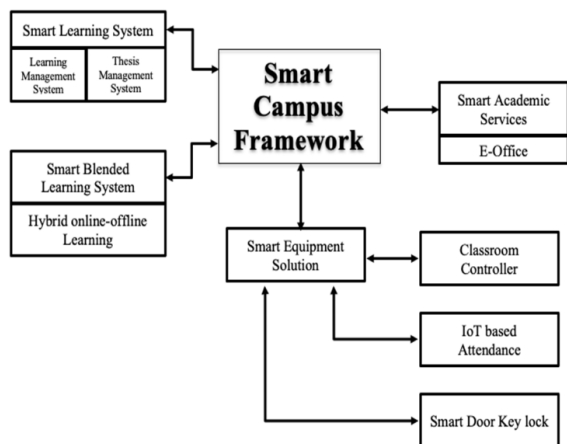 Smart Learning System
Learning
Management
System
Thesis
Management
System
Smart
Campus
Framework
Smart Academic
Services
E-Office
Smart Blended
Learning System
Hybrid online-offline
Learning
Smart Equipment
Solution
Classroom
Controller
IoT based
Attendance
Smart Door Key lock